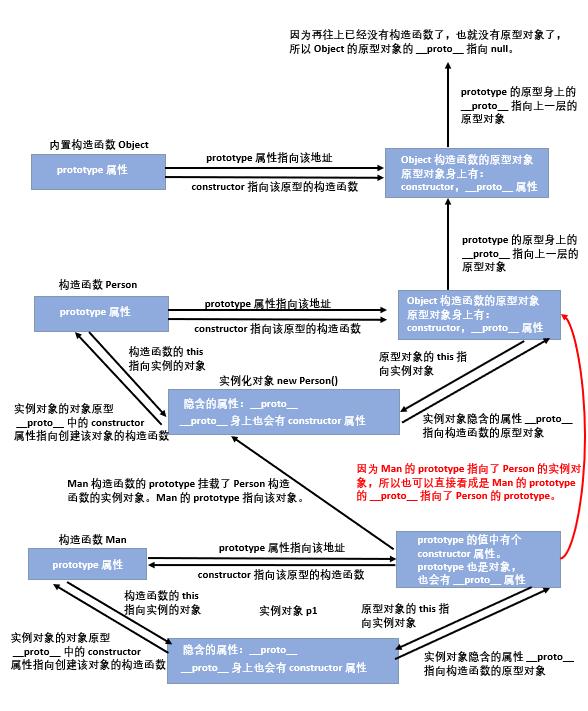 因为再往上已经没有构造函数了，也就没有原型对象了，
所以 Object 的原型对象的 __proto__ 指向 null。
prototype 的原型身上的
__proto__ 指向上一层的
原型对象
内置构造函数 Object
prototype 属性
prototype 属性指向该地址
constructor 指向该原型的构造函数
Object 构造函数的原型对象
原型对象身上有：
constructor，__proto__ 属性
prototype 的原型身上的
__proto__ 指向上一层的
原型对象
构造函数 Person
prototype 属性
prototype 属性指向该地址
constructor 指向该原型的构造函数
Object 构造函数的原型对象
原型对象身上有：
constructor，__proto__ 属性
构造函数的 this
指向实例的对象
原型对象的 this 指
向实例对象
实例化对象 new Person()
隐含的属性：__proto__
__proto__ 身上也会有 constructor 属性
实例对象的对象原型
__proto__ 中的 constructor
属性指向创建该对象的构造函数
实例对象隐含的属性 __proto__
指向构造函数的原型对象
Man 构造函数的 prototype 挂载了 Person 构造
函数的实例对象。Man 的 prototype 指向该对象。
因为 Man 的 prototype 指向了 Person 的实例对
象，所以也可以直接看成是 Man 的 prototype
的 __proto__ 指向了 Person 的 prototype。
构造函数 Man
prototype 属性
prototype 属性指向该地址
constructor 指向该原型的构造函数
prototype 的值中有个
constructor 属性。
prototype 也是对象，
也会有 __proto__ 属性
构造函数的 this
指向实例的对象
实例对象 p1
原型对象的 this 指
向实例对象
实例对象的对象原型
__proto__ 中的 constructor
属性指向创建该对象的构造函数
隐含的属性：__proto__
__proto__ 身上也会有 constructor 属性
实例对象隐含的属性 __proto__
指向构造函数的原型对象